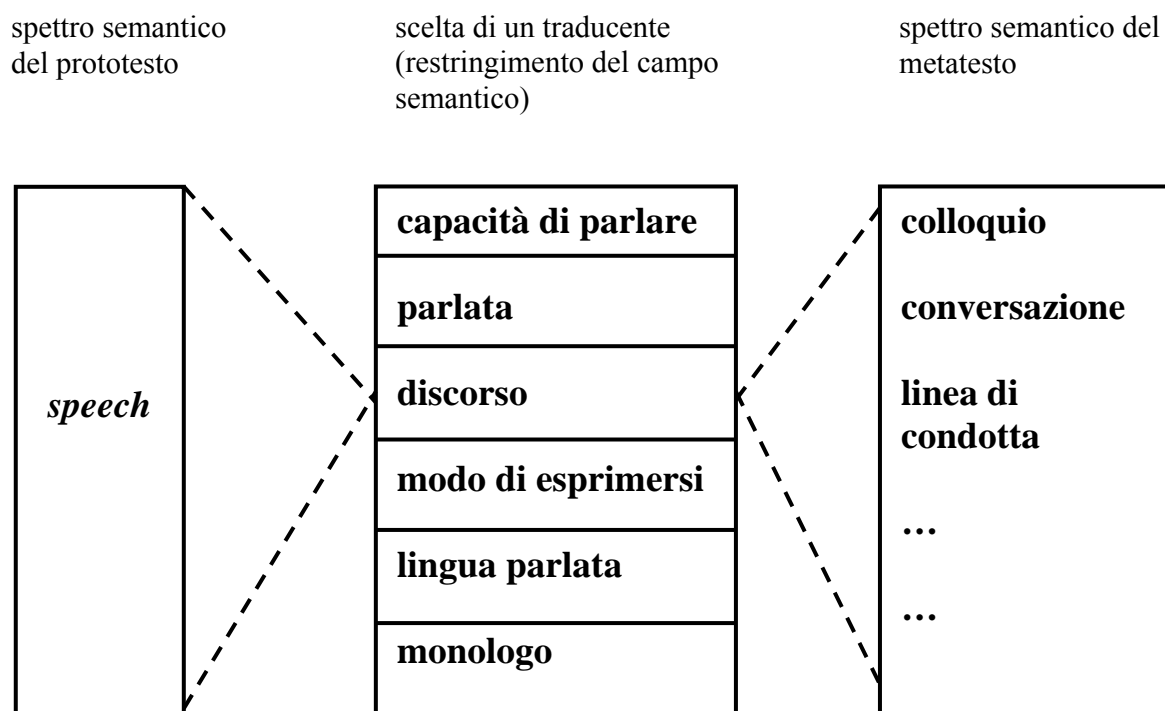 spettro semantico
del prototesto
scelta di un traducente
(restringimento del campo
semantico)
spettro semantico del
metatesto
speech
capacità di parlare
parlata
discorso
modo di esprimersi
lingua parlata
monologo
colloquio
conversazione
linea di
condotta
…
…